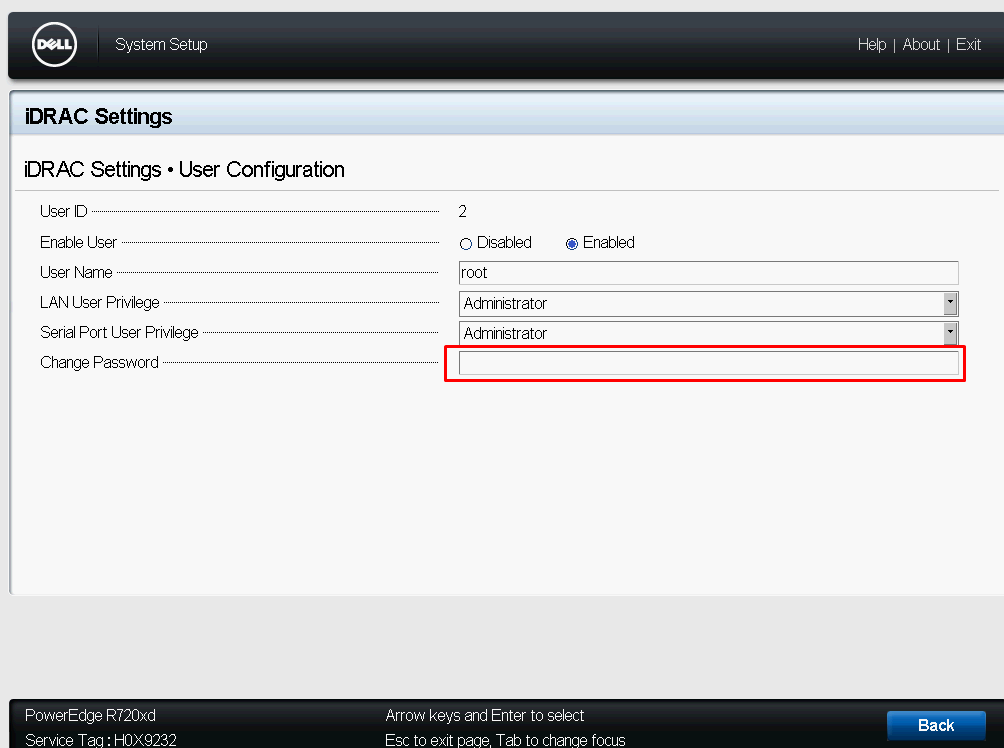 DELL System Setup Help | About | Exit
iDRAC Settings
iDRAC Settings • User Configuration
User ID 2
Enable User Disabled Enabled
User Name root
LAN User Privilege Administrator
Serial Port User Privilege Administrator
Change Password
PowerEdge R720xd Arrow keys and Enter to select Back
Service Tag : H0X9232 Esc to exit page, Tab to change focus